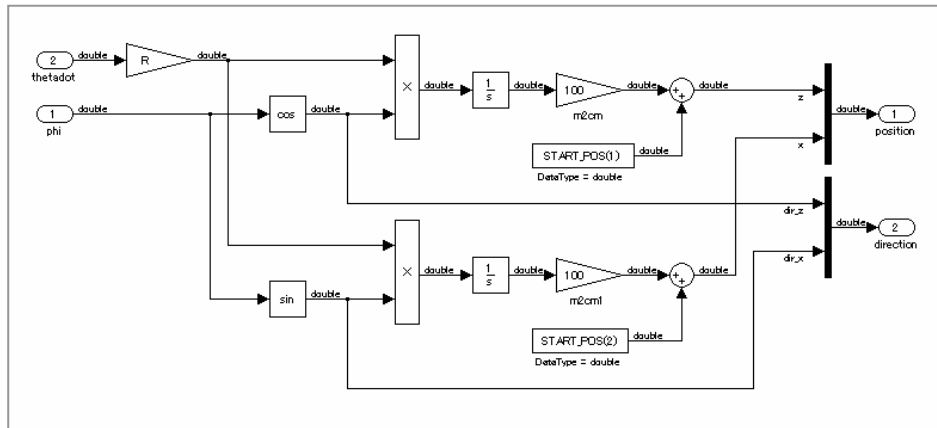 2
double
R
double
thetadot
1
double
phi
cos
double
×
double
1
s
double
100
double
m2cm
+
+
double
START_POS(1)
double
DataType = double
z
x
double
1
position
dir_z
dir_x
double
2
direction
sin
double
×
double
1
s
double
100
double
m2cm1
+
+
double
START_POS(2)
double
DataType = double